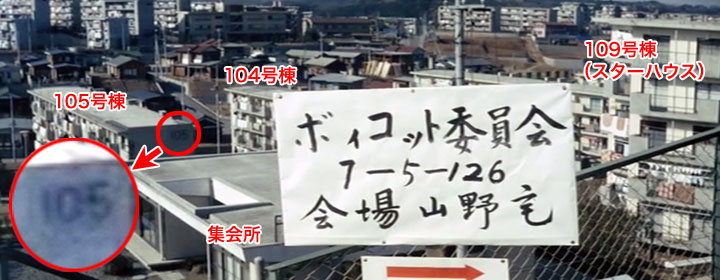 109号棟
(スターハウス)
104号棟
105号棟
105
105
集会所
ボイコット委員会
7-5-126
会場山野宅